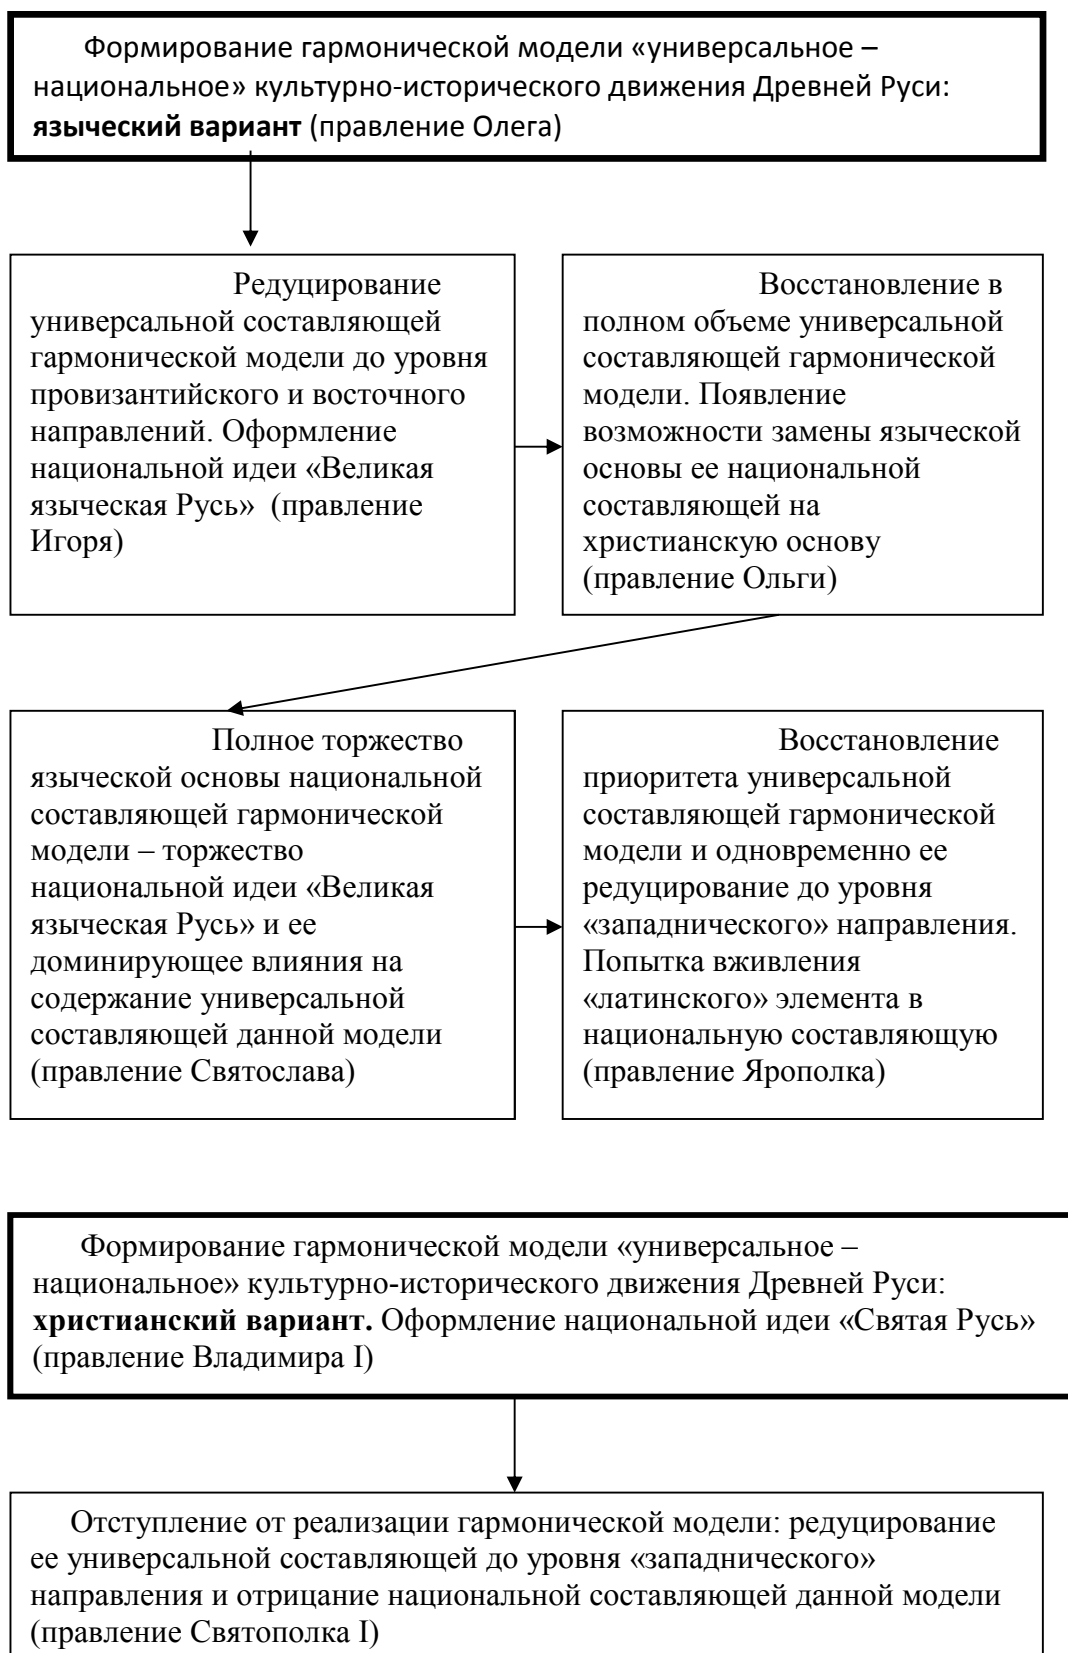 Формирование гармонической модели «универсальное –
национальное» культурно-исторического движения Древней Руси:
языческий вариант (правление Олега)
Редуцирование
универсальной составляющей
гармонической модели до уровня
провизантийского и восточного
направлений. Оформление
национальной идеи «Великая
языческая Русь» (правление
Игоря)
Восстановление в
полном объеме универсальной
составляющей гармонической
модели. Появление
возможности замены языческой
основы ее национальной
составляющей на
христианскую основу
(правление Ольги)
Полное торжество
языческой основы национальной
составляющей гармонической
модели – торжество
национальной идеи «Великая
языческая Русь» и ее
доминирующее влияния на
содержание универсальной
составляющей данной модели
(правление Святослава)
Восстановление
приоритета универсальной
составляющей гармонической
модели и одновременно ее
редуцирование до уровня
«западнического» направления.
Попытка вживления
«латинского» элемента в
национальную составляющую
(правление Ярополка)
Формирование гармонической модели «универсальное –
национальное» культурно-исторического движения Древней Руси:
христианский вариант. Оформление национальной идеи «Святая Русь»
(правление Владимира I)
Отступление от реализации гармонической модели: редуцирование
ее универсальной составляющей до уровня «западнического»
направления и отрицание национальной составляющей данной модели
(правление Святополка I)